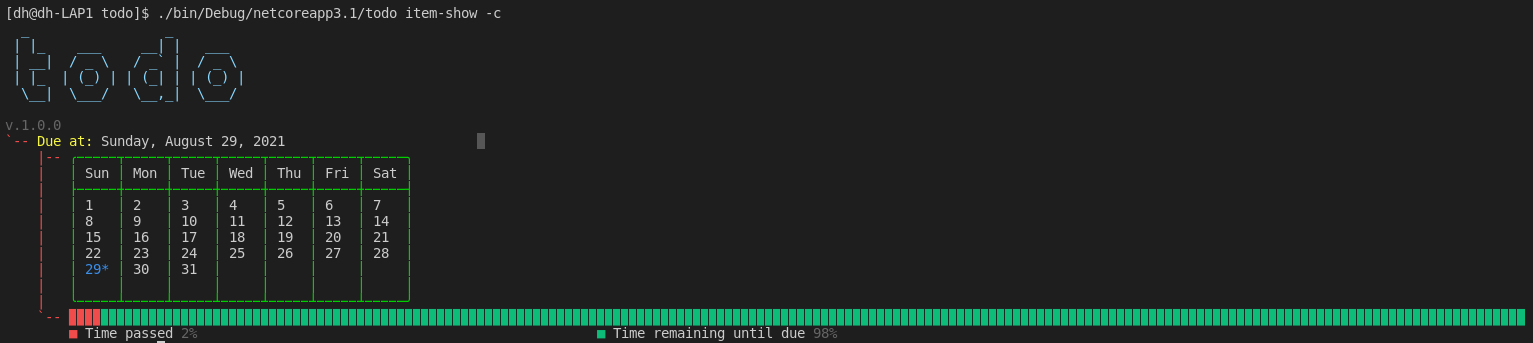 [dh@dh-LAP1 todo]$ ./bin/Debug/netcoreapp3.1/todo item-show -c
todo
v.1.0.0
`-- Due at: Sunday, August 29, 2021
Sun Mon Tue Wed Thu Fri Sat
1 2 3 4 5 6 7
8 9 10 11 12 13 14
15 16 17 18 19 20 21
22 23 24 25 26 27 28
29* 30 31
Time passed 2% Time remaining until due 98%